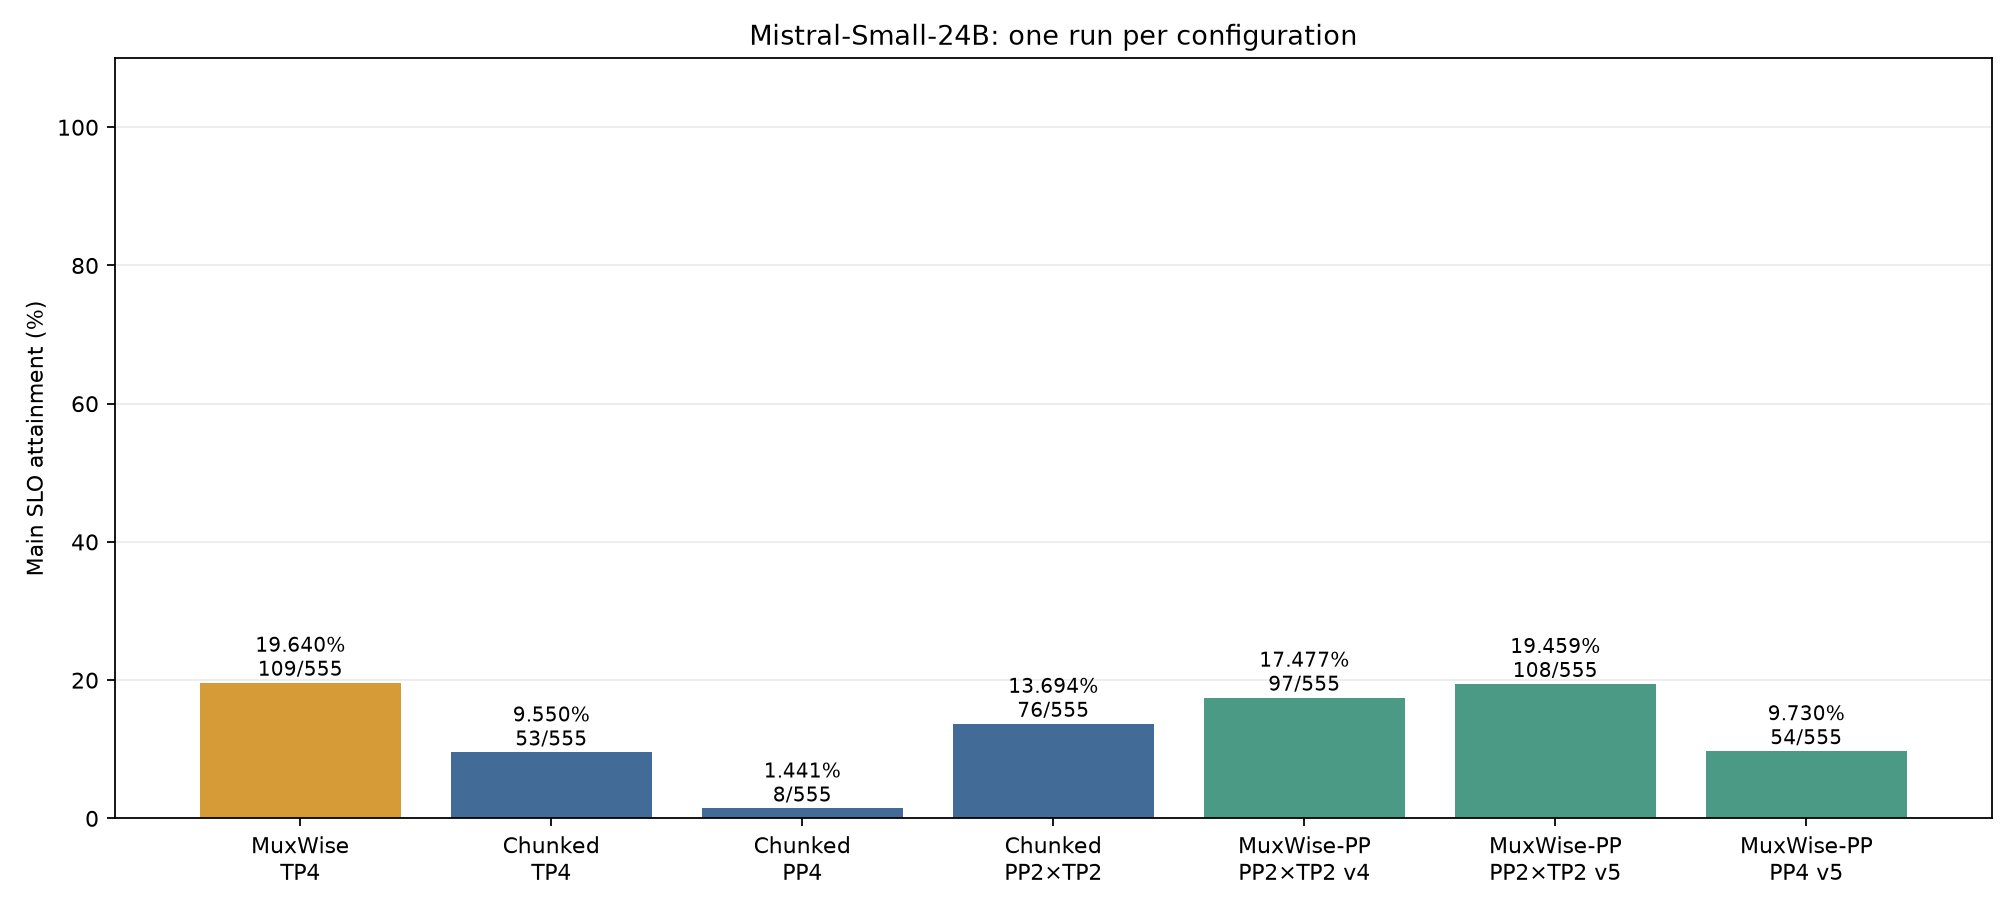 Mistral-Small-24B: one run per configuration
Main SLO attainment (%)
100
80
60
40
20
0
19.640%
109/555
9.550%
53/555
1.441%
8/555
13.694%
76/555
17.477%
97/555
19.459%
108/555
9.730%
54/555
MuxWise
TP4
Chunked
TP4
Chunked
PP4
Chunked
PP2×TP2
MuxWise-PP
PP2×TP2 v4
MuxWise-PP
PP2×TP2 v5
MuxWise-PP
PP4 v5